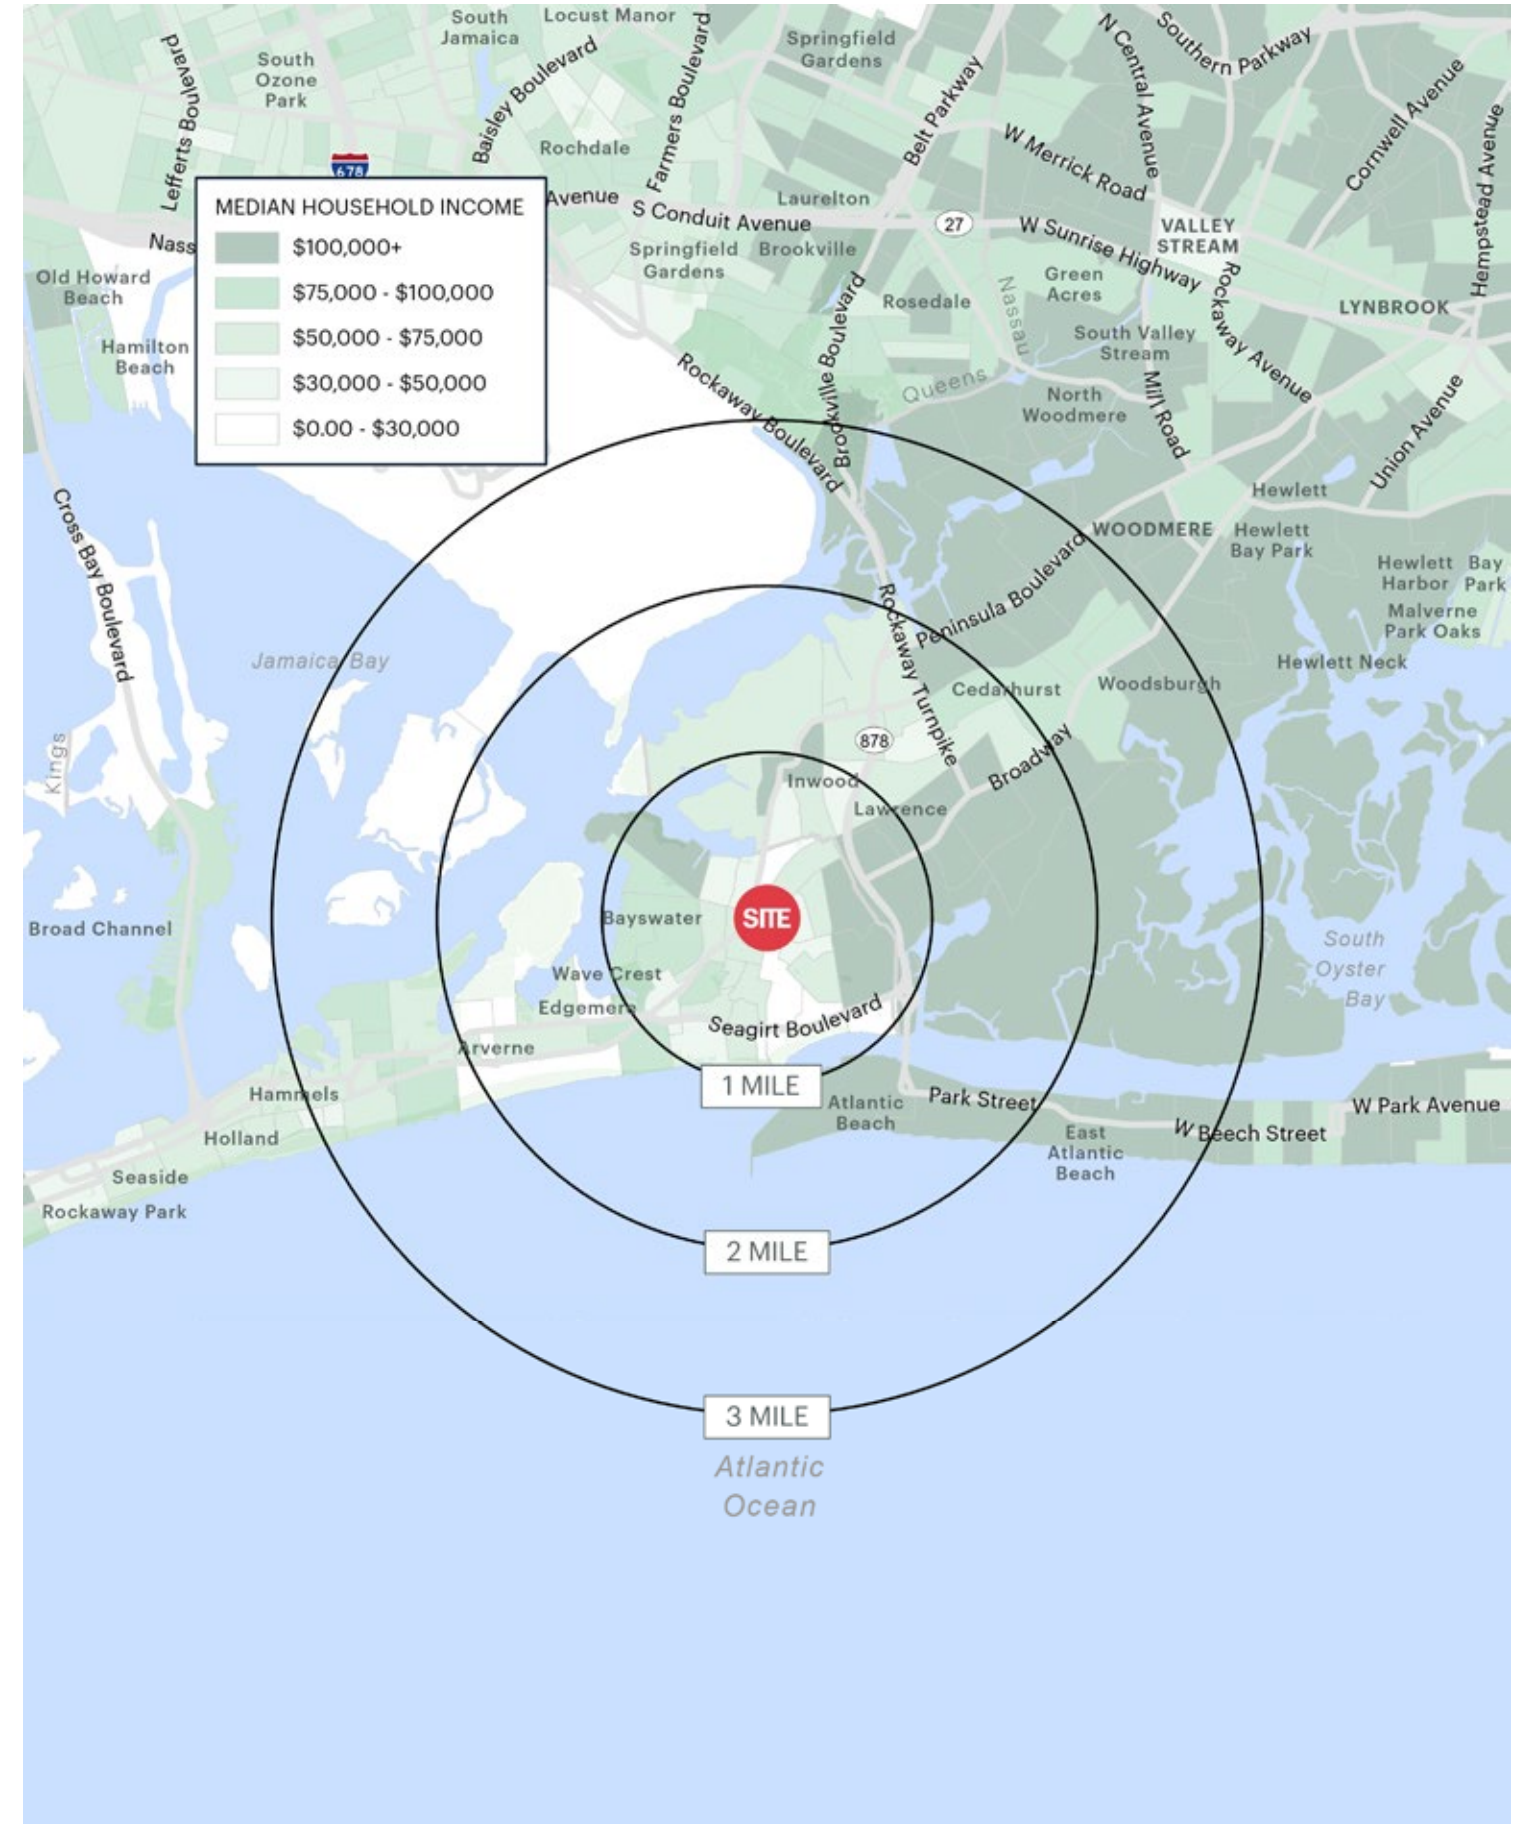 South
Jamaica
Locust Manor
Springfield
Gardens
South
Ozone
Park
Lefferts Boulevard
Baisley Boulevard
Farmers Boulevard
Belt Parkway
N Central Avenue
Southern Parkway
Cornwell Avenue
Hempstead Avenue
Rochdale
W Merrick Road
678
Avenue
S Conduit Avenue
Laurelton
27
W Sunrise Highway
VALLEY
STREAM
Nass
Springfield
Gardens
Brookville
Green
Acres
Rockaway Avenue
Old Howard
Beach
Rosedale
Nassau
LYNBROOK
Hamilton
Beach
South Valley
Stream
MEDIAN HOUSEHOLD INCOME
$100,000+
$75,000 - $100,000
$50,000 - $75,000
$30,000 - $50,000
$0.00 - $30,000
Rockaway Boulevard
Brookville Boulevard
Queens
North
Woodmere
Mill Road
Union Avenue
Hewlett
Cross Bay Boulevard
WOODMERE
Hewlett
Bay Park
Hewlett Bay
Harbor Park
Malverne
Park Oaks
Rockaway Turnpike
Peninsula Boulevard
Jamaica Bay
Hewlett Neck
Cedarhurst
Woodsburgh
Kings
878
Broadway
Inwood
Lawrence
Broad Channel
Bayswater
SITE
South
Oyster
Bay
Wave Crest
Edgemere
Seagirt Boulevard
Arverne
1 MILE
Hammels
Atlantic
Beach
Park Street
W Park Avenue
Holland
East
Atlantic
Beach
W Beech Street
Seaside
Rockaway Park
2 MILE
3 MILE
Atlantic
Ocean